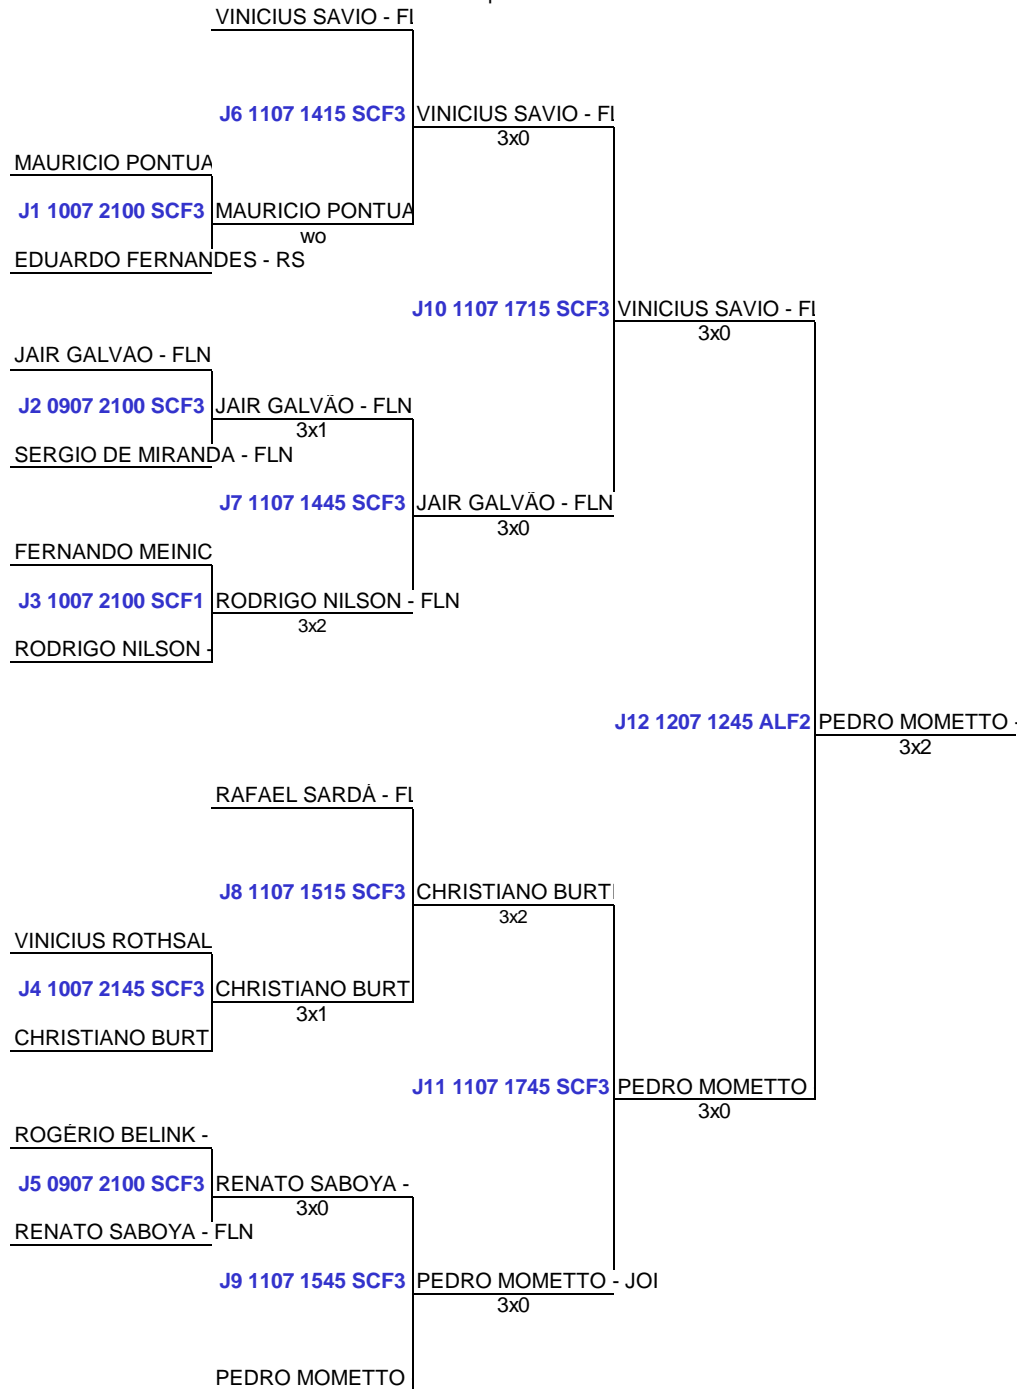 VINICIUS SAVIO - FL
J6 1107 1415 SCF3 VINICIUS SAVIO - FL
3x0
MAURICIO PONTUA
J1 1007 2100 SCF3 MAURICIO PONTUA
wo
EDUARDO FERNANDES - RS
J10 1107 1715 SCF3 VINICIUS SAVIO - FL
3x0
JAIR GALVAO - FLN
J2 0907 2100 SCF3 JAIR GALVÃO - FLN
3x1
SERGIO DE MIRANDA - FLN
J7 1107 1445 SCF3 JAIR GALVÃO - FLN
3x0
FERNANDO MEINIC
J3 1007 2100 SCF1 RODRIGO NILSON - FLN
3x2
RODRIGO NILSON -
J12 1207 1245 ALF2 PEDRO MOMETTO -
3x2
RAFAEL SARDÁ - FL
J8 1107 1515 SCF3 CHRISTIANO BURT
3x2
VINICIUS ROTHSAL
J4 1007 2145 SCF3 CHRISTIANO BURT
3x1
CHRISTIANO BURT
J11 1107 1745 SCF3 PEDRO MOMETTO
3x0
ROGÉRIO BELINK -
J5 0907 2100 SCF3 RENATO SABOYA -
3x0
RENATO SABOYA - FLN
J9 1107 1545 SCF3 PEDRO MOMETTO - JOI
3x0
PEDRO MOMETTO